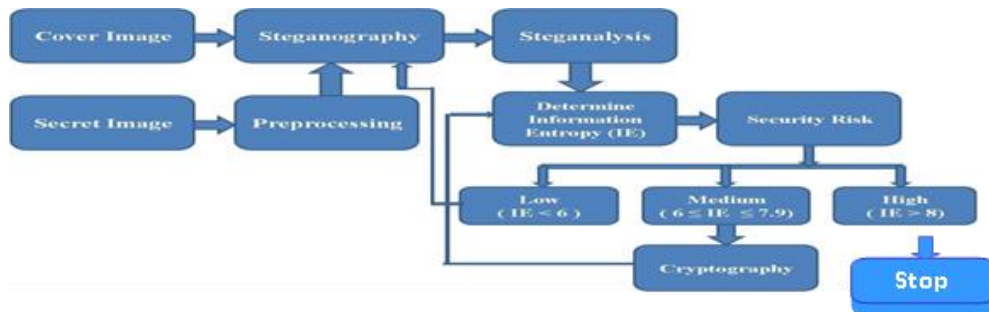 Cover Image
Steganography
Steganalysis
Secret Image
Preprocessing
Determine
Information
Entropy (IE)
Security Risk
Low
( IE < 6 )
Medium
( 6 ≤ IE ≤ 7.9)
High
( IE > 8)
Cryptography
Stop